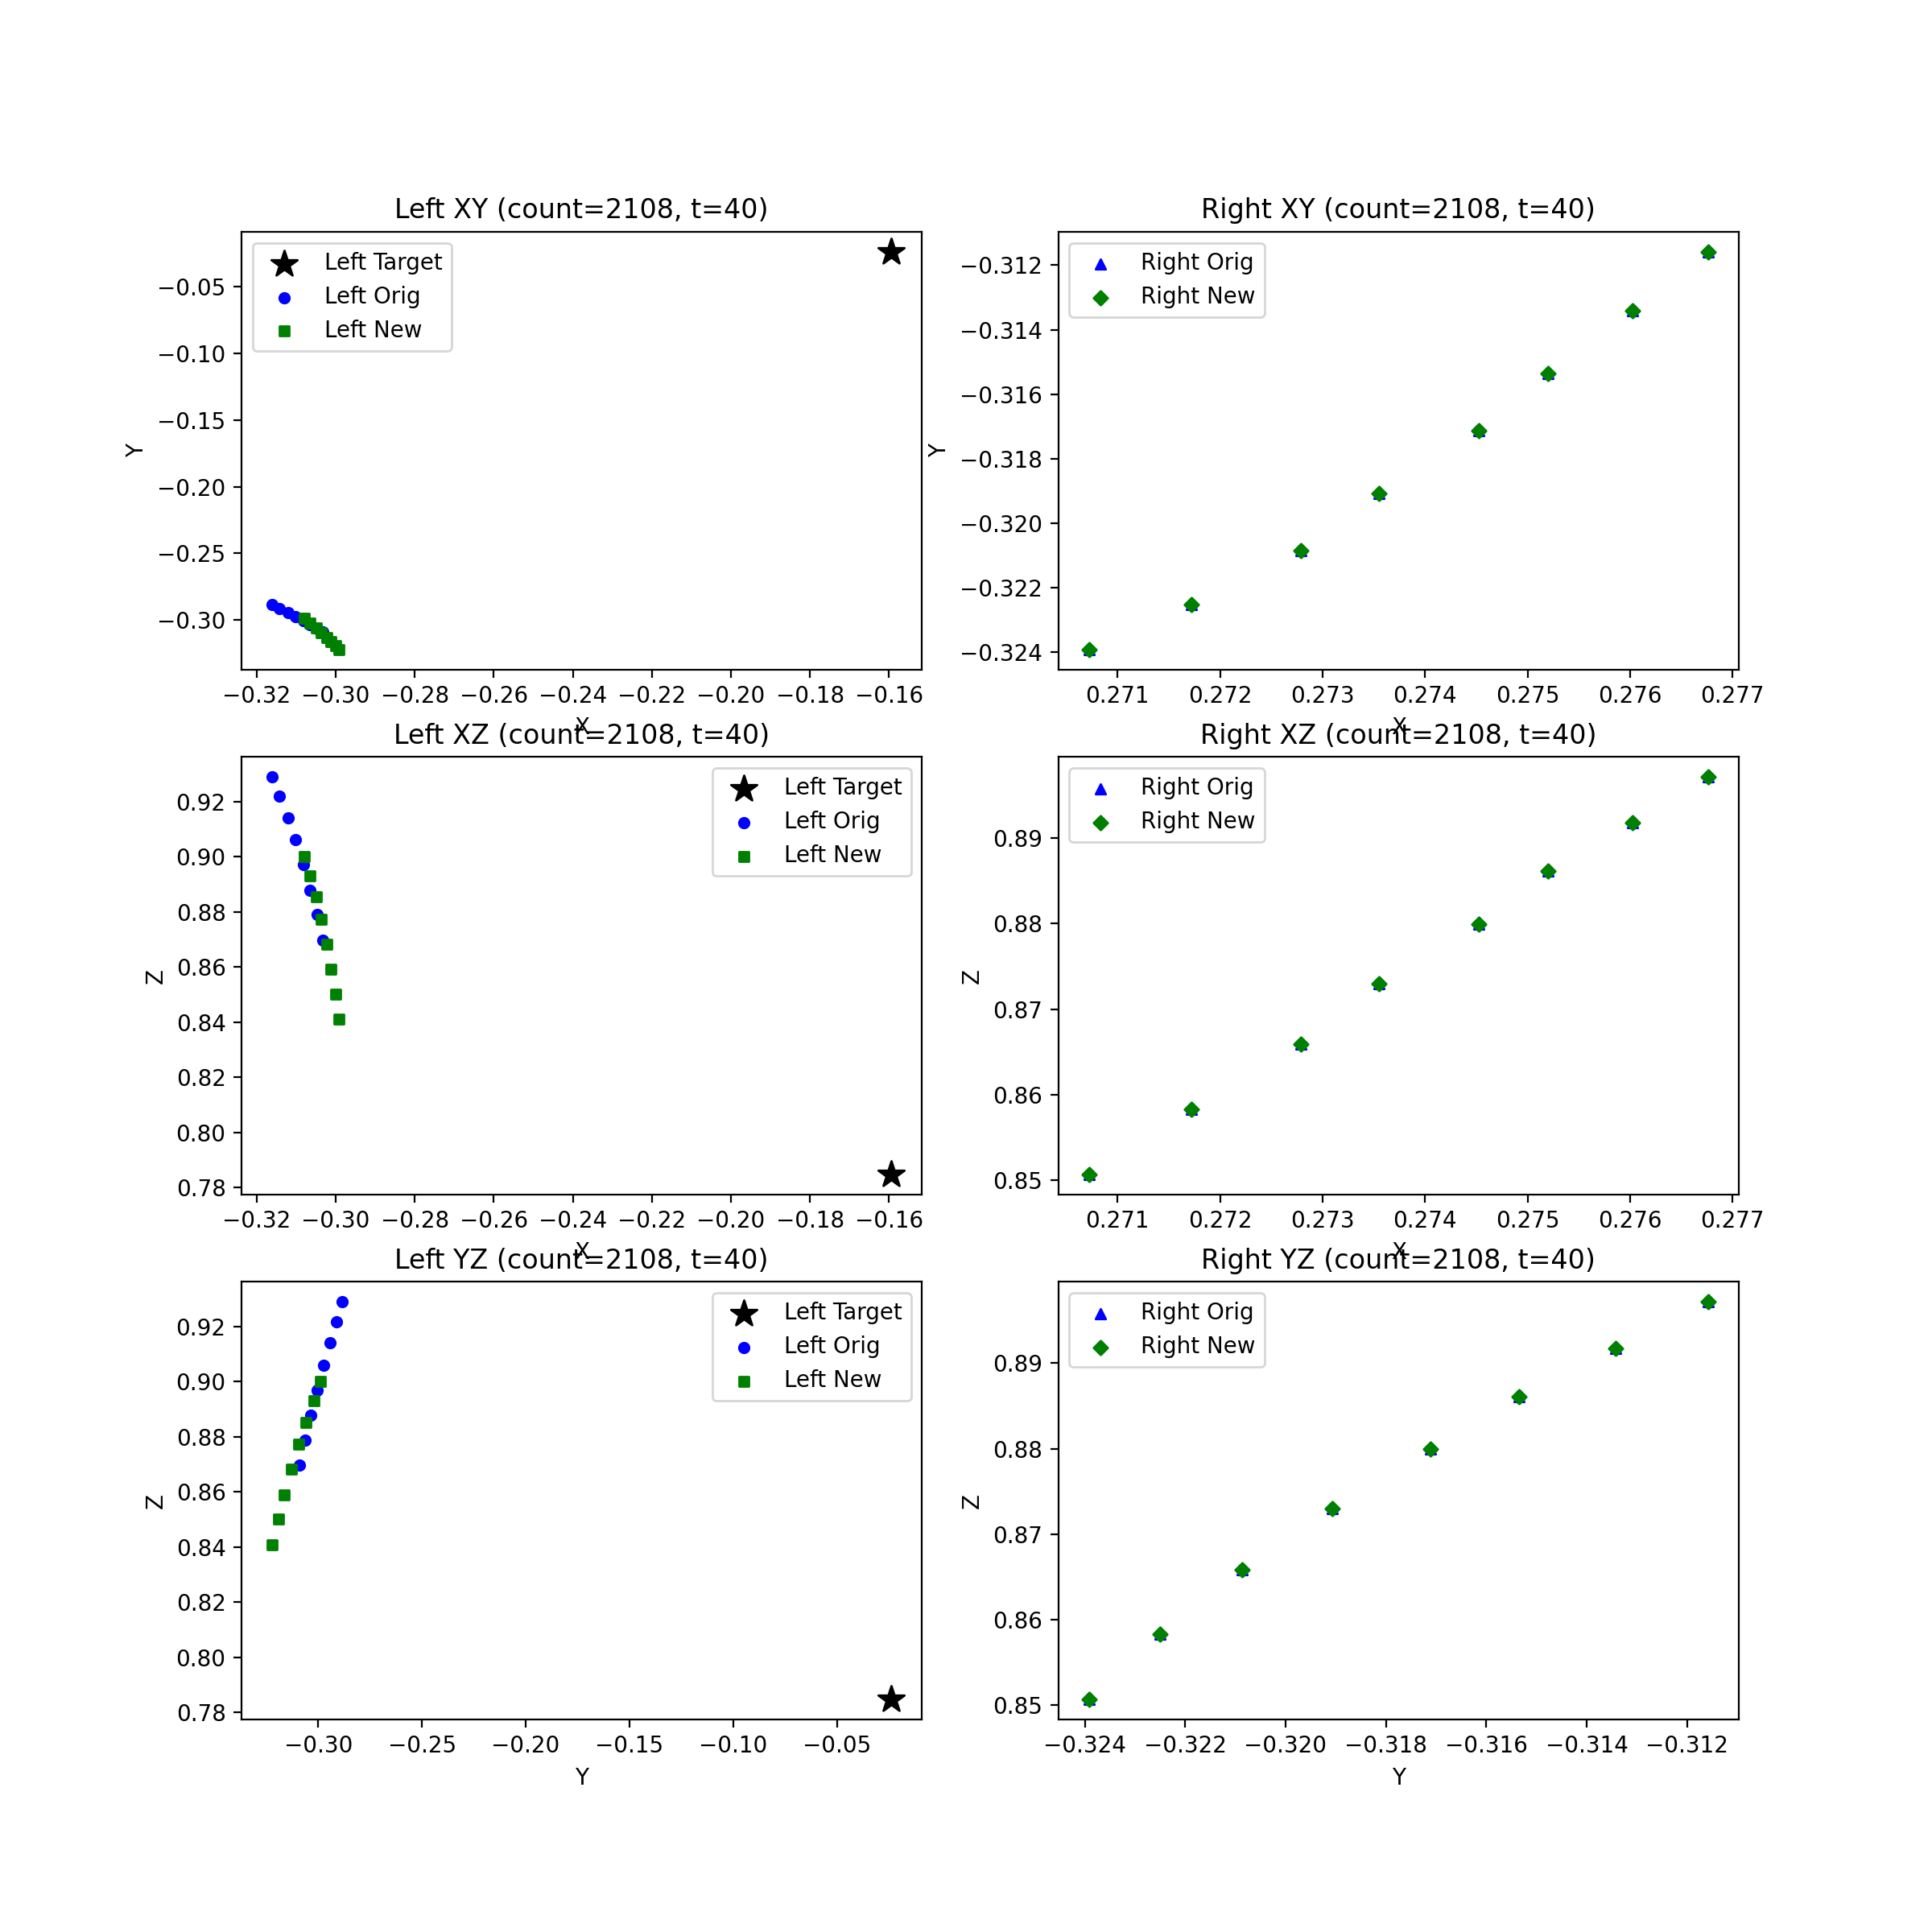 Left XY (count=2108, t=40)
Left Target
Left Orig
Left New
−0.05
−0.10
−0.15
−0.20
−0.25
−0.30
Y
−0.32 −0.30 −0.28 −0.26 −0.24 −0.22 −0.20 −0.18 −0.16
X
Right XY (count=2108, t=40)
Right Orig
Right New
−0.312
−0.314
−0.316
−0.318
−0.320
−0.322
−0.324
Y
0.271 0.272 0.273 0.274 0.275 0.276 0.277
X
Left XZ (count=2108, t=40)
Left Target
Left Orig
Left New
0.92
0.90
0.88
0.86
0.84
0.82
0.80
0.78
Z
−0.32 −0.30 −0.28 −0.26 −0.24 −0.22 −0.20 −0.18 −0.16
X
Right XZ (count=2108, t=40)
Right Orig
Right New
0.89
0.88
0.87
0.86
0.85
Z
0.271 0.272 0.273 0.274 0.275 0.276 0.277
X
Left YZ (count=2108, t=40)
Left Target
Left Orig
Left New
0.92
0.90
0.88
0.86
0.84
0.82
0.80
0.78
Z
−0.30 −0.25 −0.20 −0.15 −0.10 −0.05
Y
Right YZ (count=2108, t=40)
Right Orig
Right New
0.89
0.88
0.87
0.86
0.85
Z
−0.324 −0.322 −0.320 −0.318 −0.316 −0.314 −0.312
Y